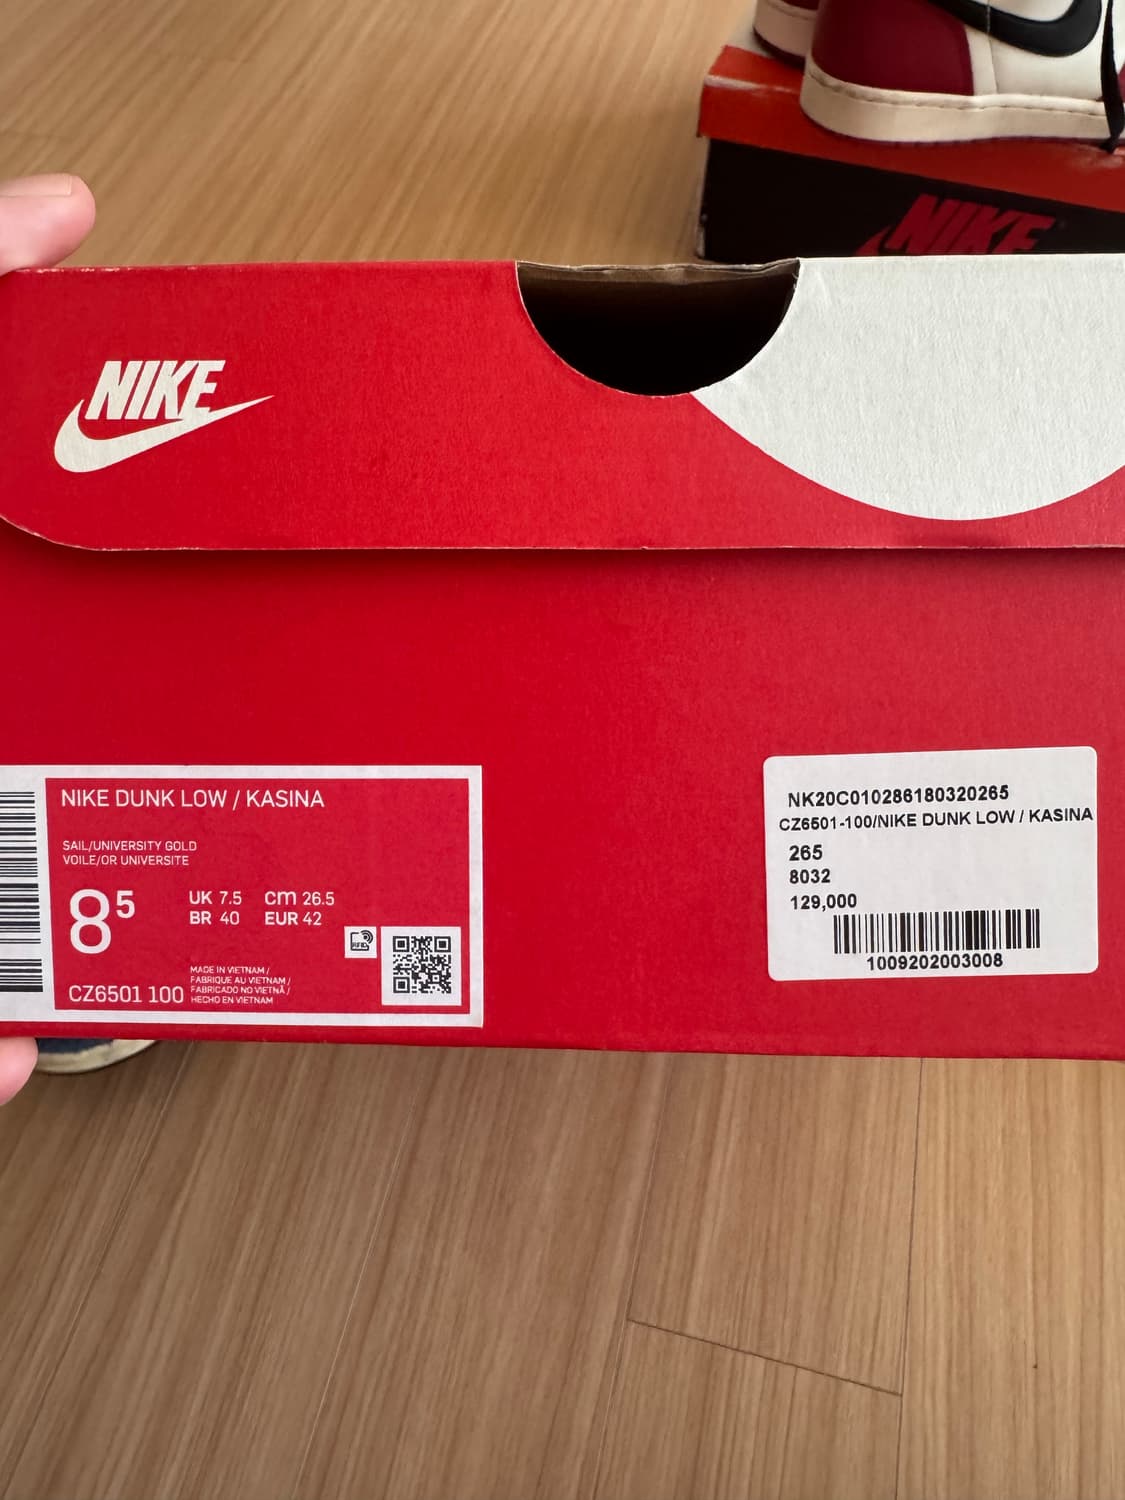 NIKE
NIKE
NIKE DUNK LOW / KASINA
SAIL/UNIVERSITY GOLD
VOILE/OR UNIVERSITE
8⁵
UK 7.5 cm 26.5
BR 40 EUR 42
RFID
MADE IN VIETNAM /
FABRIQUE AU VIETNAM /
FABRICADO NO VIETNÃ /
HECHO EN VIETNAM
CZ6501 100
NK20C010286180320265
CZ6501-100/NIKE DUNK LOW / KASINA
265
8032
129,000
1009202003008